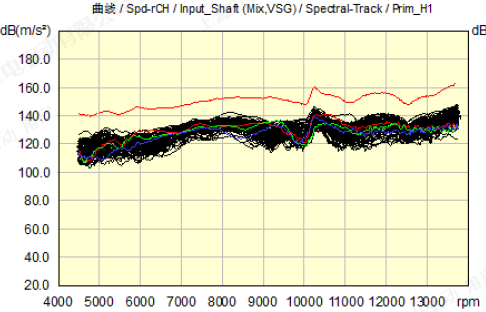 曲线 / Spd-rCH / Input_Shaft (Mix,VSG) / Spectral-Track / Prim_H1
dB(m/s²)
dB
180.0
160.0
140.0
120.0
100.0
80.0
60.0
40.0
20.0
4000 5000 6000 7000 8000 9000 10000 11000 12000 13000 rpm